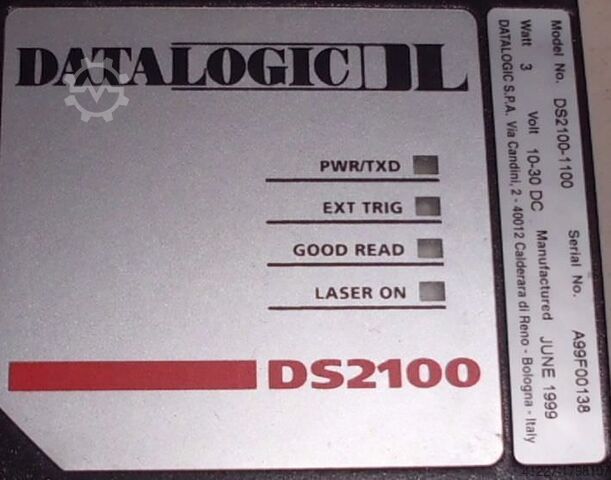 DATALOGIC DL
PWR/TXD
EXT TRIG
GOOD READ
LASER ON
DS2100
Model No. DS2100-1100 Serial No. A99F00138
Watt 3 Volt 10-30 DC Manufactured JUNE 1999
DATALOGIC S.P.A. Via Candini, 2 - 40012 Calderara di Reno - Bologna - Italy